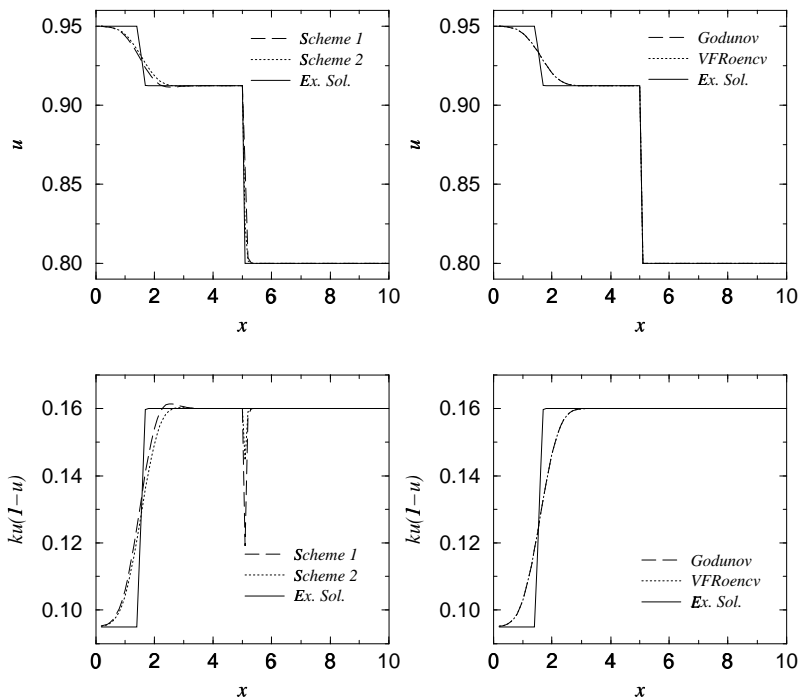 0.95
0.90
0.85
0.80
u
0 2 4 6 8 10
x
Scheme 1
Scheme 2
Ex. Sol.
0.95
0.90
0.85
0.80
u
0 2 4 6 8 10
x
Godunov
VFRoencv
Ex. Sol.
0.16
0.14
0.12
0.10
ku(1−u)
0 2 4 6 8 10
x
Scheme 1
Scheme 2
Ex. Sol.
0.16
0.14
0.12
0.10
ku(1−u)
0 2 4 6 8 10
x
Godunov
VFRoencv
Ex. Sol.